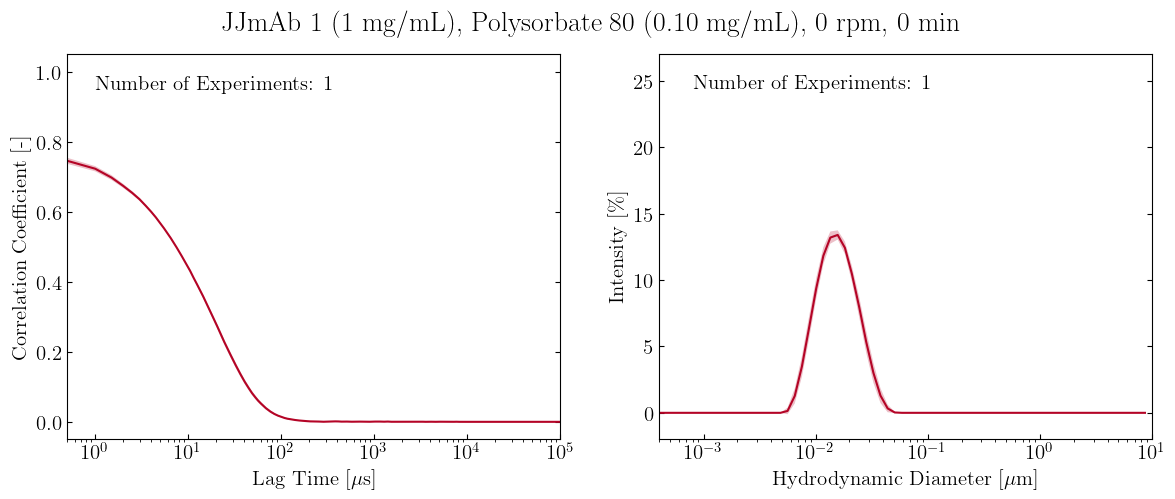 JJmAb 1 (1 mg/mL), Polysorbate 80 (0.10 mg/mL), 0 rpm, 0 min
Number of Experiments: 1
1.0
0.8
0.6
0.4
0.2
0.0
Correlation Coefficient [-]
10⁰ 10¹ 10² 10³ 10⁴ 10⁵
Lag Time [μs]
Number of Experiments: 1
25
20
15
10
5
0
Intensity [%]
10⁻³ 10⁻² 10⁻¹ 10⁰ 10¹
Hydrodynamic Diameter [μm]